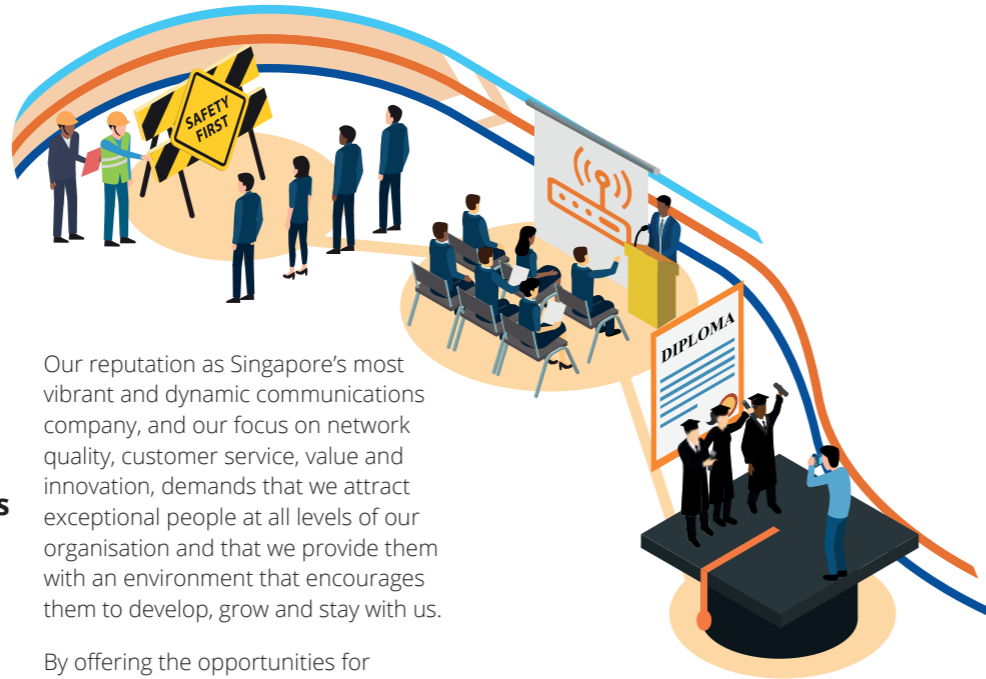 SAFETY
FIRST
DIPLOMA
Our reputation as Singapore’s most
vibrant and dynamic communications
company, and our focus on network
quality, customer service, value and
innovation, demands that we attract
s
exceptional people at all levels of our
organisation and that we provide them
with an environment that encourages
them to develop, grow and stay with us.
By offering the opportunities for